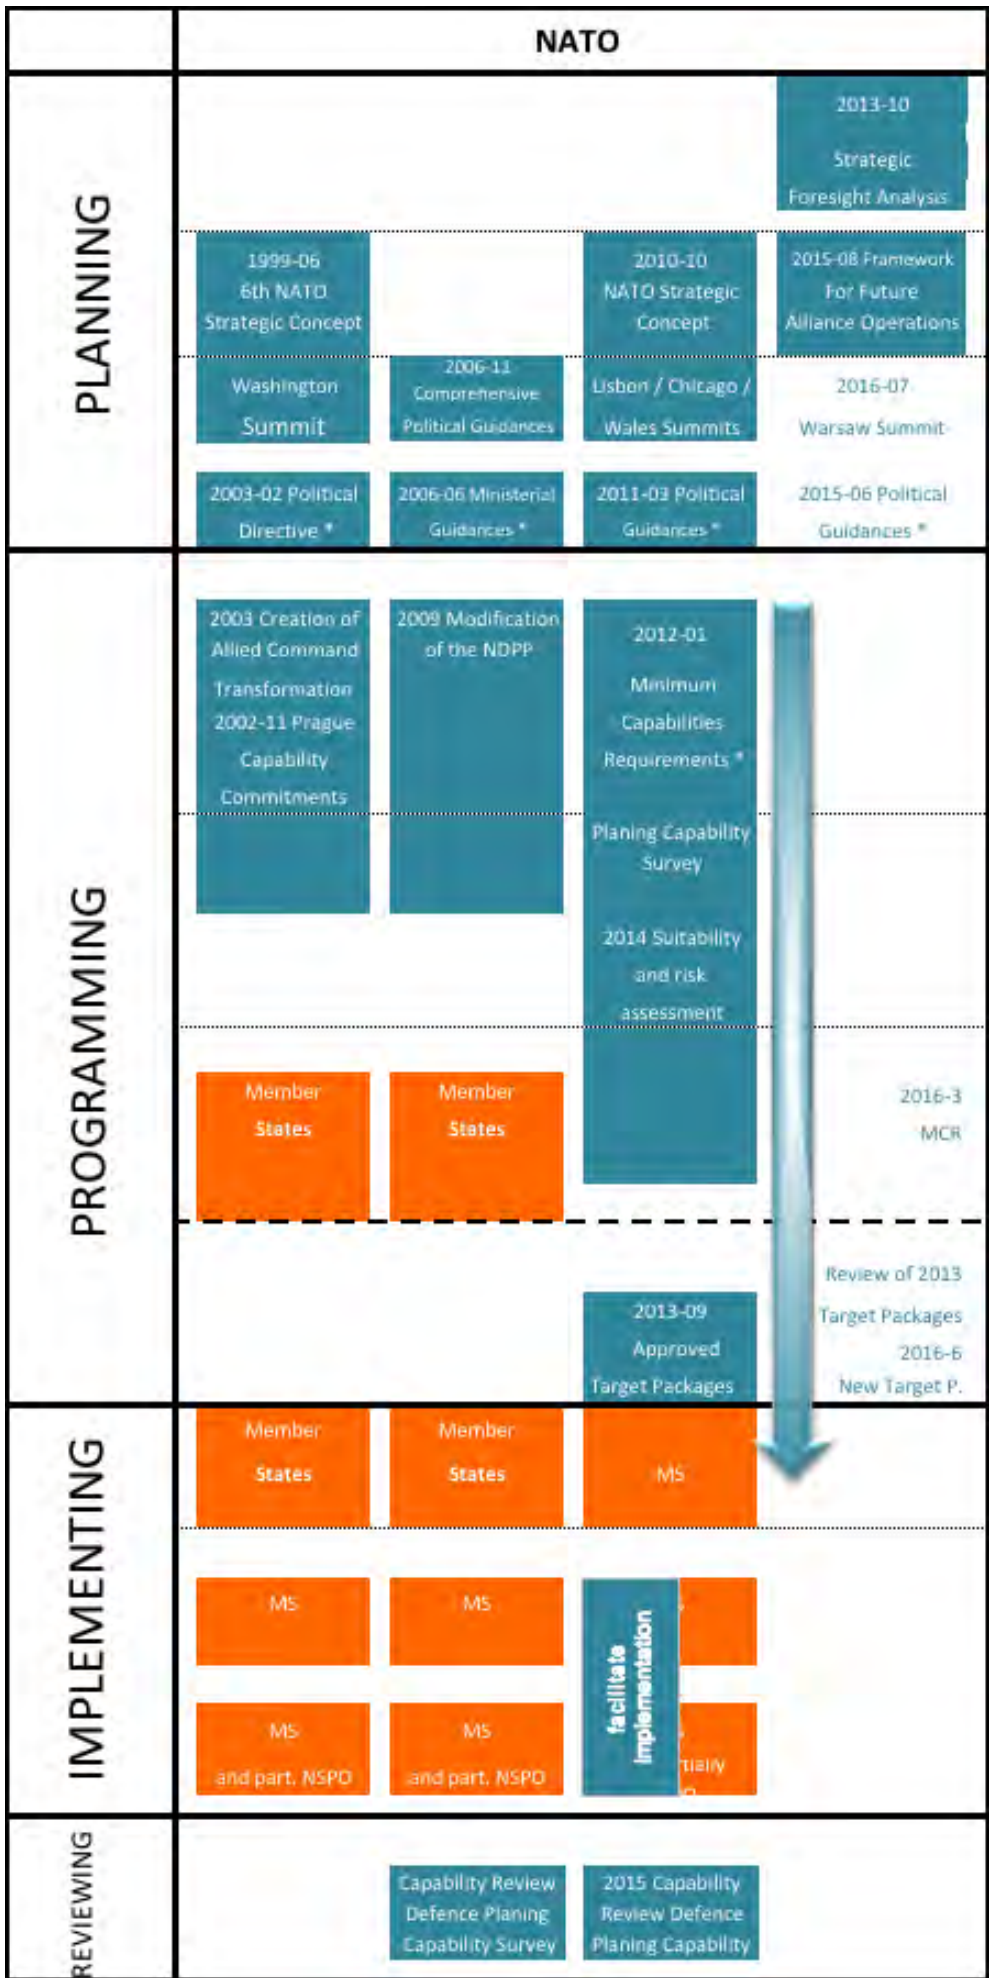 NATO
PLANNING
2013-10
Strategic
Foresight Analysis
1999-06
6th NATO
Strategic Concept
2010-10
NATO Strategic
Concept
2015-08 Framework
For Future
Alliance Operations
Washington
Summit
2006-11
Comprehensive
Political Guidances
Lisbon / Chicago /
Wales Summits
2016-07
Warsaw Summit
2003-02 Political
Directive *
2006-06 Ministerial
Guidances *
2011-03 Political
Guidances *
2015-06 Political
Guidances *
PROGRAMMING
2003 Creation of
Allied Command
Transformation
2002-11 Prague
Capability
Commitments
2009 Modification
of the NDPP
2012-01
Minimum
Capabilities
Requirements *
Planing Capability
Survey
2014 Suitability
and risk
assessment
Member
States
Member
States
2016-3
MCR
2013-09
Approved
Target Packages
Review of 2013
Target Packages
2016-6
New Target P.
IMPLEMENTING
Member
States
Member
States
MS
MS
MS
facilitate
implementation
MS
and part. NSPO
MS
and part. NSPO
rtially
REVIEWING
Capability Review
Defence Planing
Capability Survey
2015 Capability
Review Defence
Planing Capability